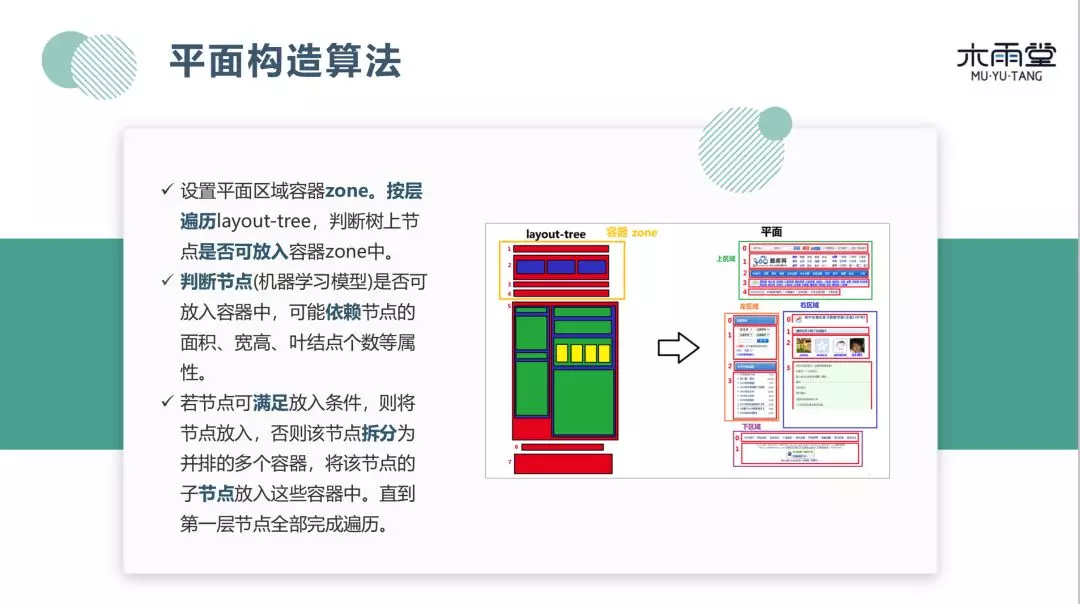 平面构造算法
木雨堂
MU·YU·TANG
设置平面区域容器zone。按层
遍历layout-tree，判断树上节
点是否可放入容器zone中。
判断节点(机器学习模型)是否可
放入容器中，可能依赖节点的
面积、宽高、叶结点个数等属
性。
若节点可满足放入条件，则将
节点放入，否则该节点拆分为
并排的多个容器，将该节点的
子节点放入这些容器中。直到
第一层节点全部完成遍历。
layout-tree
容器 zone
1
2
3
4
5
6
7
平面
上区域
0
1
2
3
4
360 题库网
左区域
0
1
2
3
右区域
0
1
2
3
下区域
0
1